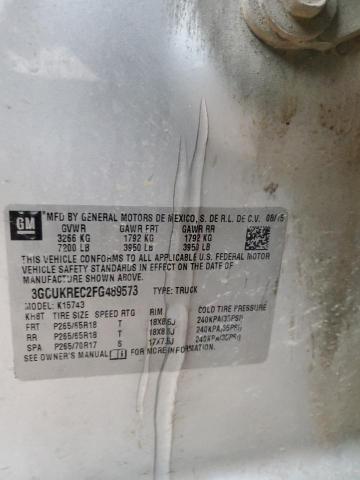 GM
MFD BY GENERAL MOTORS DE MEXICO, S. DE R.L. DE C.V. 08/15
GVWR GAWR FRT GAWR RR
3266 KG 1792 KG 1792 KG
7200 LB 3950 LB 3950 LB
THIS VEHICLE CONFORMS TO ALL APPLICABLE U.S. FEDERAL MOTOR
VEHICLE SAFETY, AND THEFT PREVENTION STANDARDS IN EFFECT
ON THE DATE OF MANUFACTURE SHOWN ABOVE.
3GCUKREC2FG489573 TYPE: TRUCK
MODEL: K15743
KH8T TIRE SIZE SPEED RTG RIM COLD TIRE PRESSURE
FRT P265/65R18 T 18X8.5J 240KPA(35PSI)
RR P265/65R18 T 18X8.5J 240KPA(35PSI)
SPA P265/70R17 S 17X7.5J 240KPA(35PSI)
SEE OWNER'S MANUAL